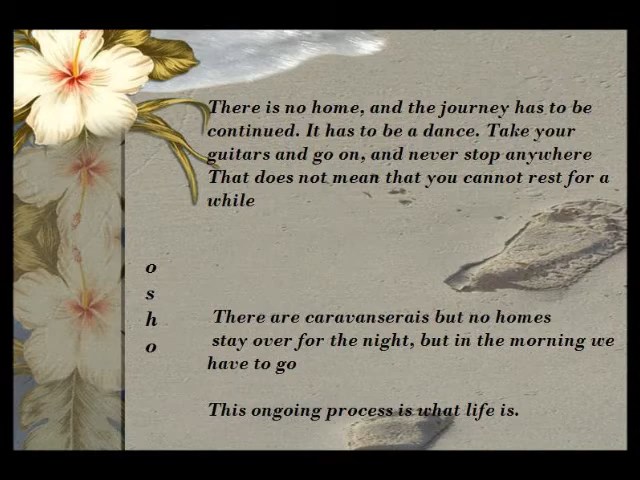 There is no home, and the journey has to be
continued. It has to be a dance. Take your
guitars and go on, and never stop anywhere
That does not mean that you cannot rest for a
while
o
s
h
o
There are caravanserais but no homes
stay over for the night, but in the morning we
have to go
This ongoing process is what life is.